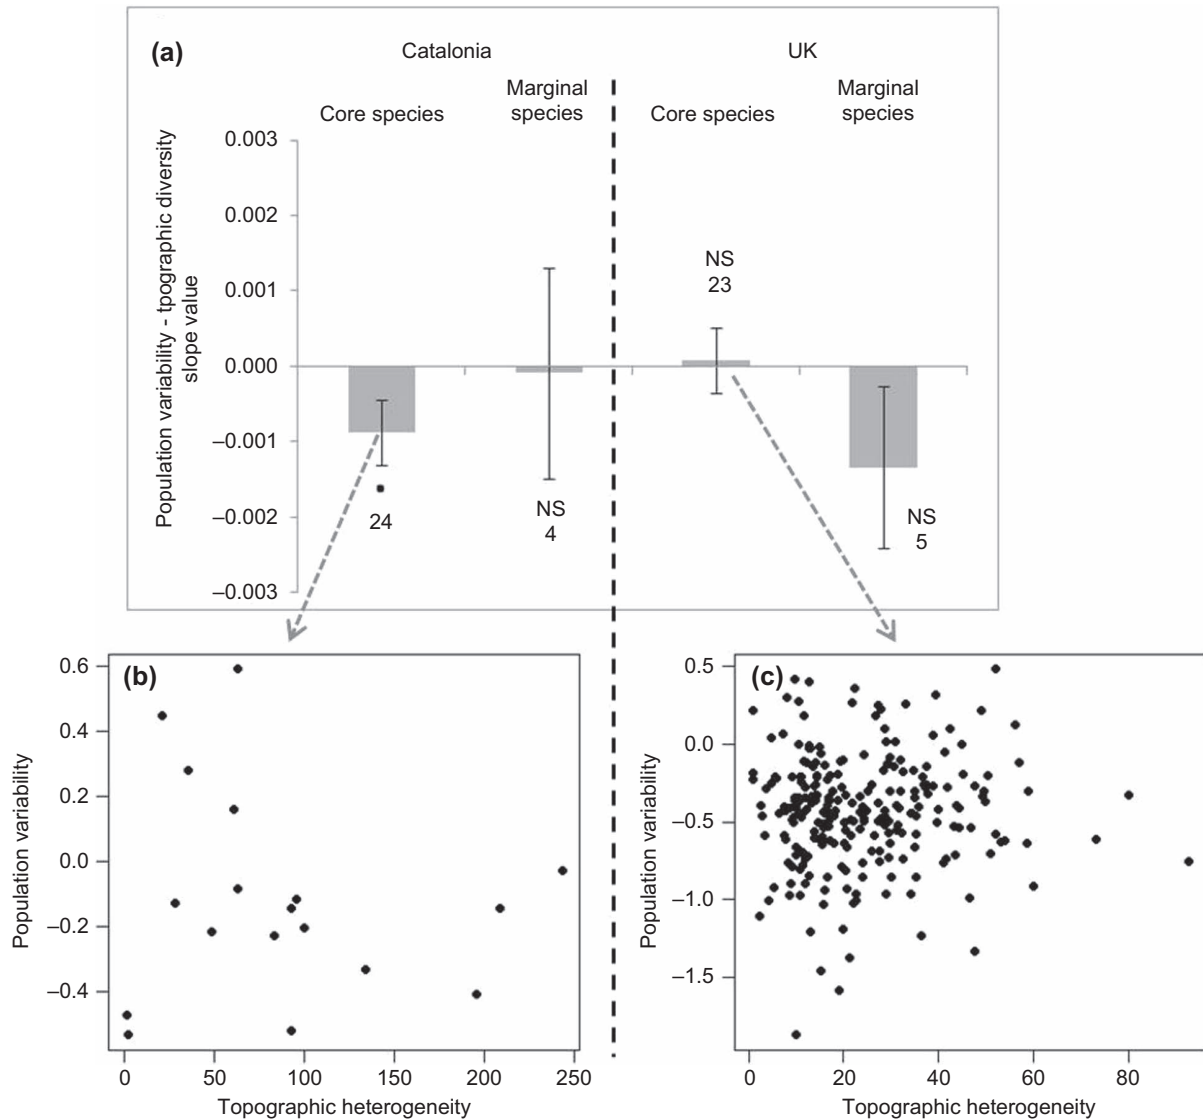 (a)
Catalonia
UK
Core species
Marginal
species
Core species
Marginal
species
Population variability - tpographic diversity
slope value
0.003
0.002
0.001
0.000
–0.001
–0.002
–0.003
24
NS
4
NS
23
NS
5
(b)
Population variability
0.6
0.4
0.2
0.0
–0.2
–0.4
0
50
100
150
200
250
Topographic heterogeneity
(c)
Population variability
0.5
0.0
–0.5
–1.0
–1.5
0
20
40
60
80
Topographic heterogeneity